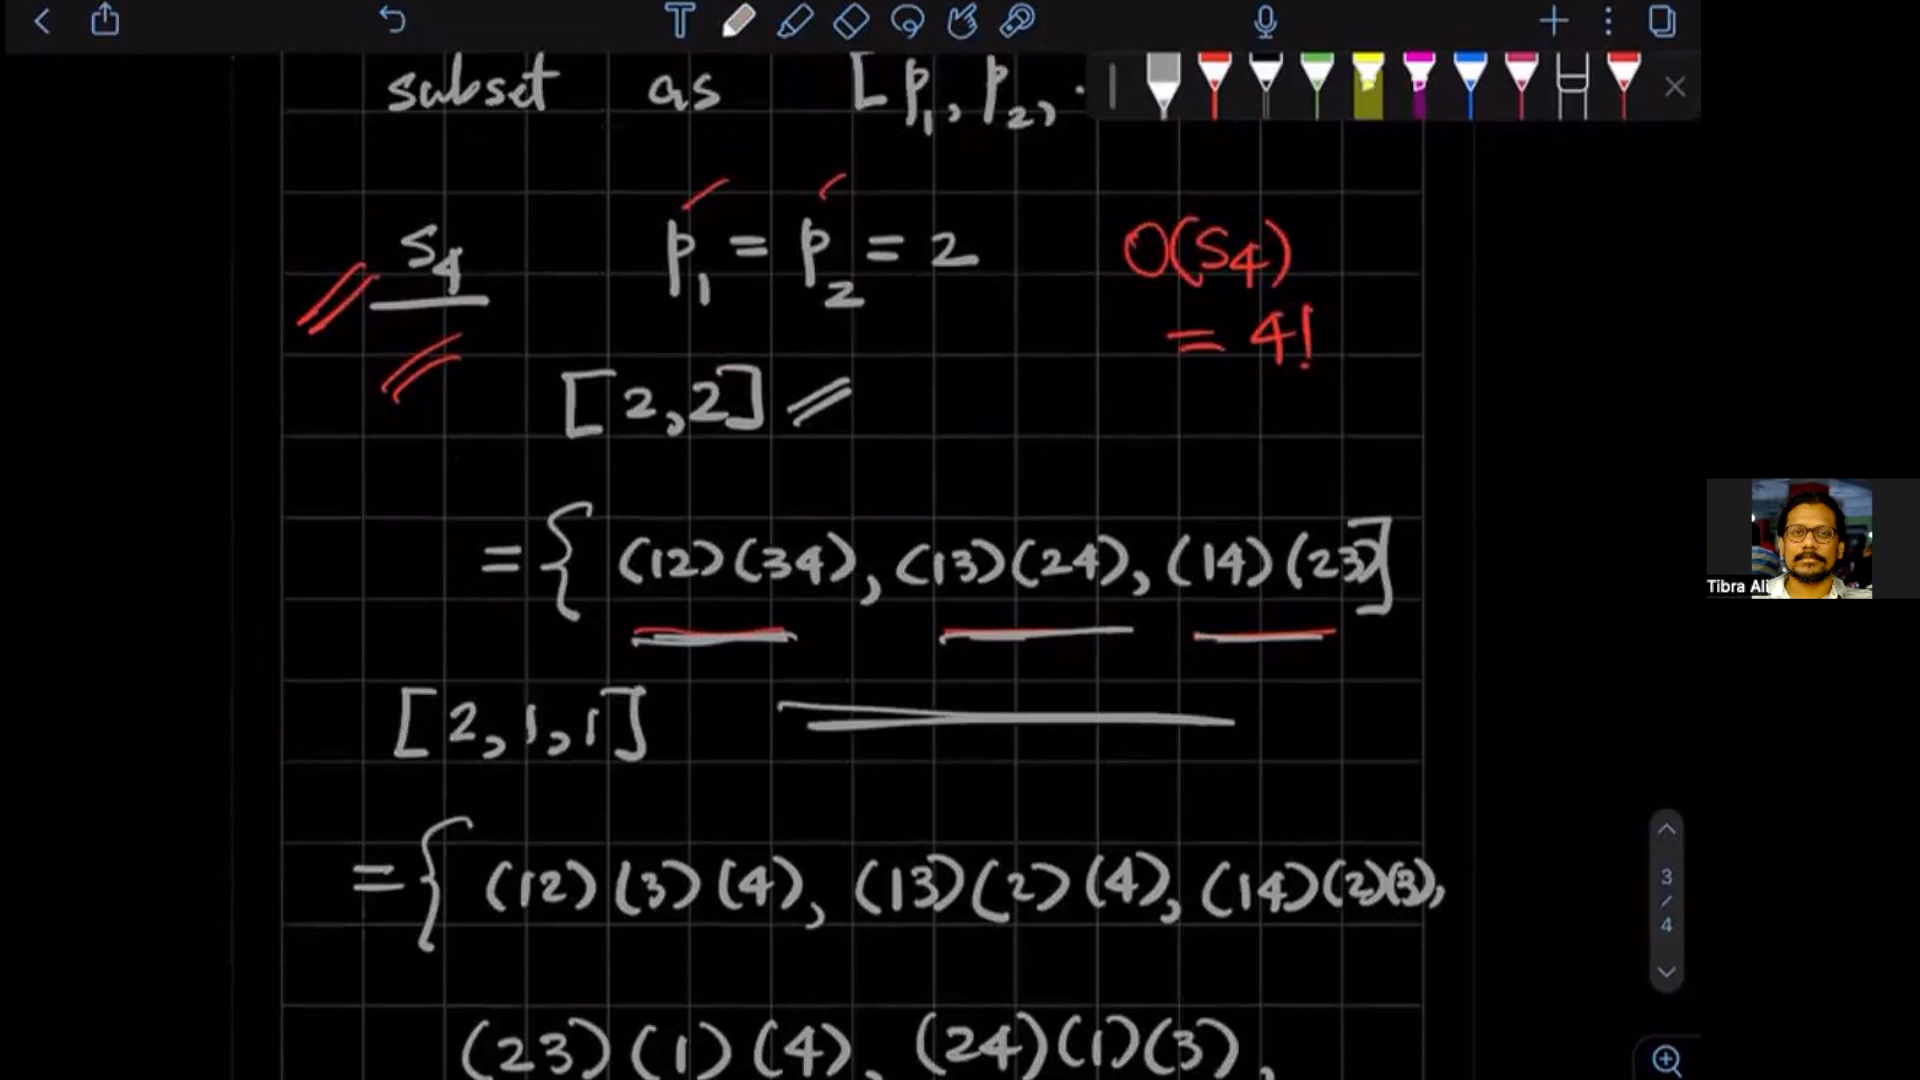 subset as [p₁, p₂, ·
S₄ p₁ = p₂ = 2 O(S₄)
= 4!
[2,2]
= { (12)(34), (13)(24), (14)(23)]
Tibra Ali
[2,1,1]
= { (12)(3)(4), (13)(2)(4), (14)(2)(3),
3
/
4
(23)(1)(4), (24)(1)(3),